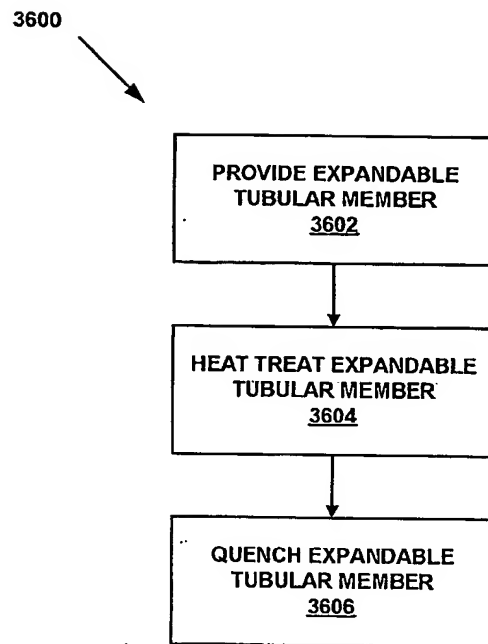 3600
PROVIDE EXPANDABLE
TUBULAR MEMBER
3602
HEAT TREAT EXPANDABLE
TUBULAR MEMBER
3604
QUENCH EXPANDABLE
TUBULAR MEMBER
3606